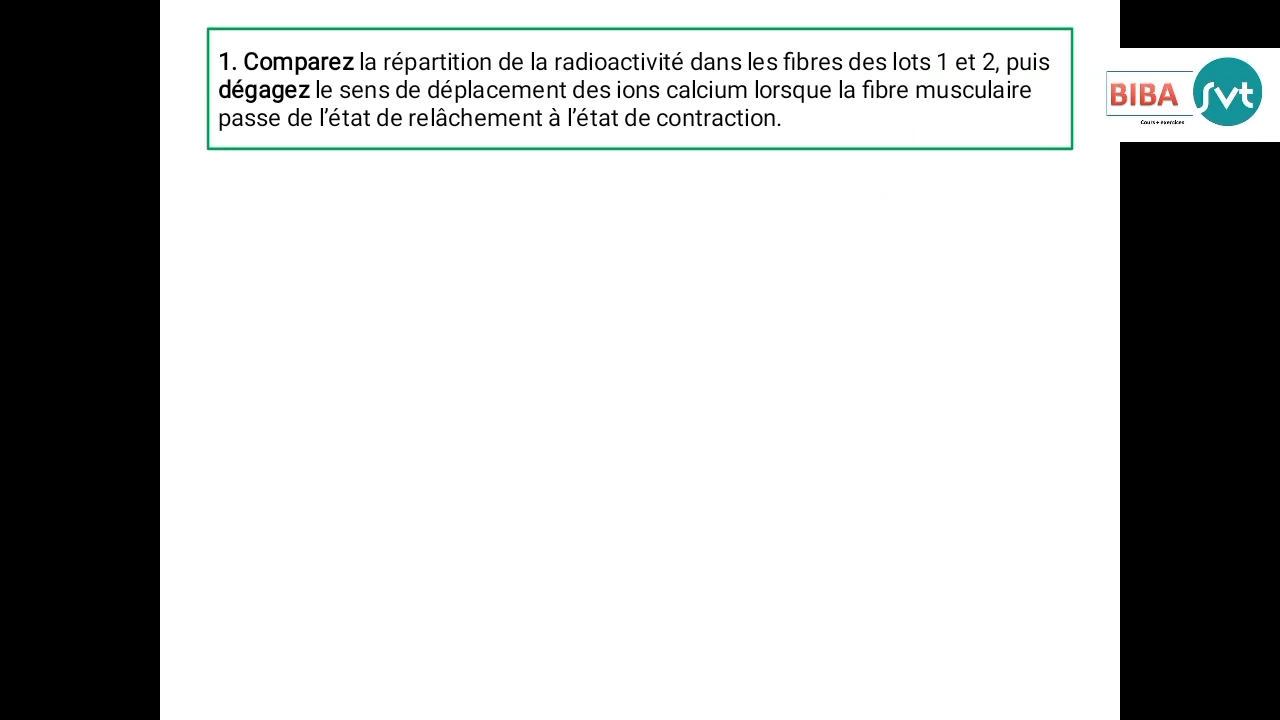 1. Comparez la répartition de la radioactivité dans les fibres des lots 1 et 2, puis
dégagez le sens de déplacement des ions calcium lorsque la fibre musculaire
passe de l’état de relâchement à l’état de contraction.
BIBA
svt
Cours + exercices